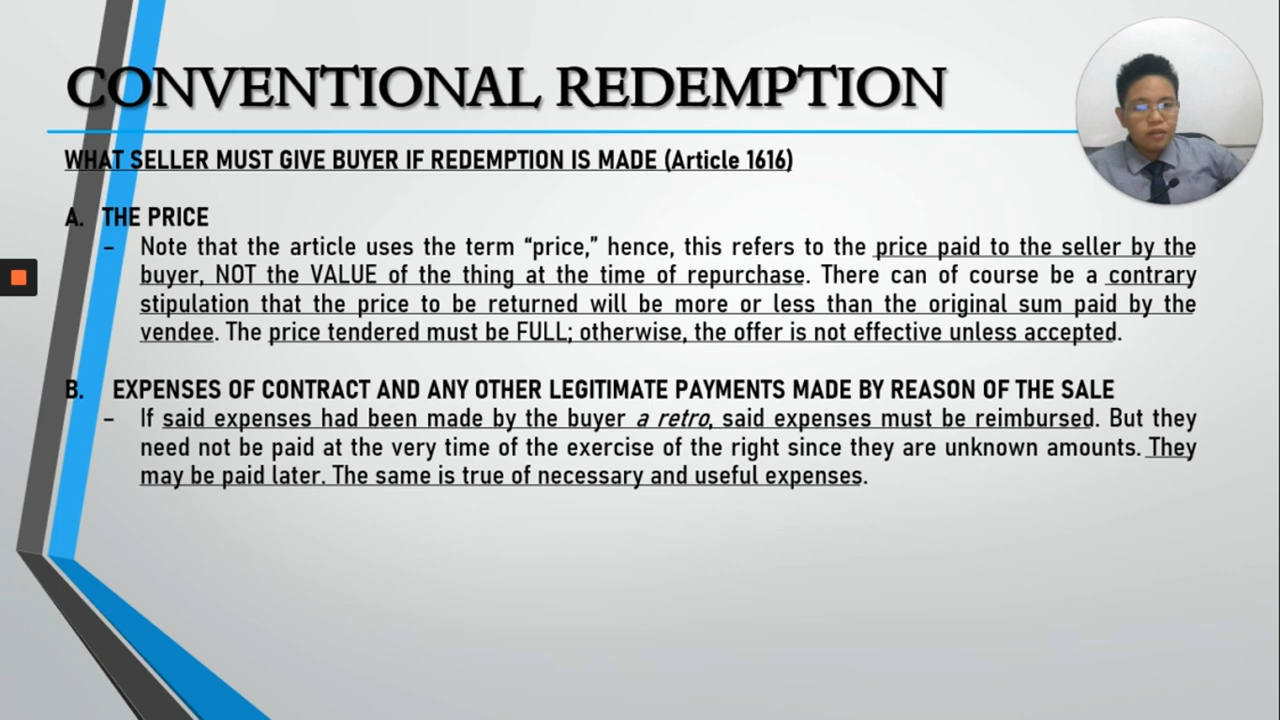 CONVENTIONAL REDEMPTION
WHAT SELLER MUST GIVE BUYER IF REDEMPTION IS MADE (Article 1616)
A. THE PRICE
– Note that the article uses the term “price,” hence, this refers to the price paid to the seller by the
buyer, NOT the VALUE of the thing at the time of repurchase. There can of course be a contrary
stipulation that the price to be returned will be more or less than the original sum paid by the
vendee. The price tendered must be FULL; otherwise, the offer is not effective unless accepted.
B. EXPENSES OF CONTRACT AND ANY OTHER LEGITIMATE PAYMENTS MADE BY REASON OF THE SALE
– If said expenses had been made by the buyer a retro, said expenses must be reimbursed. But they
need not be paid at the very time of the exercise of the right since they are unknown amounts. They
may be paid later. The same is true of necessary and useful expenses.